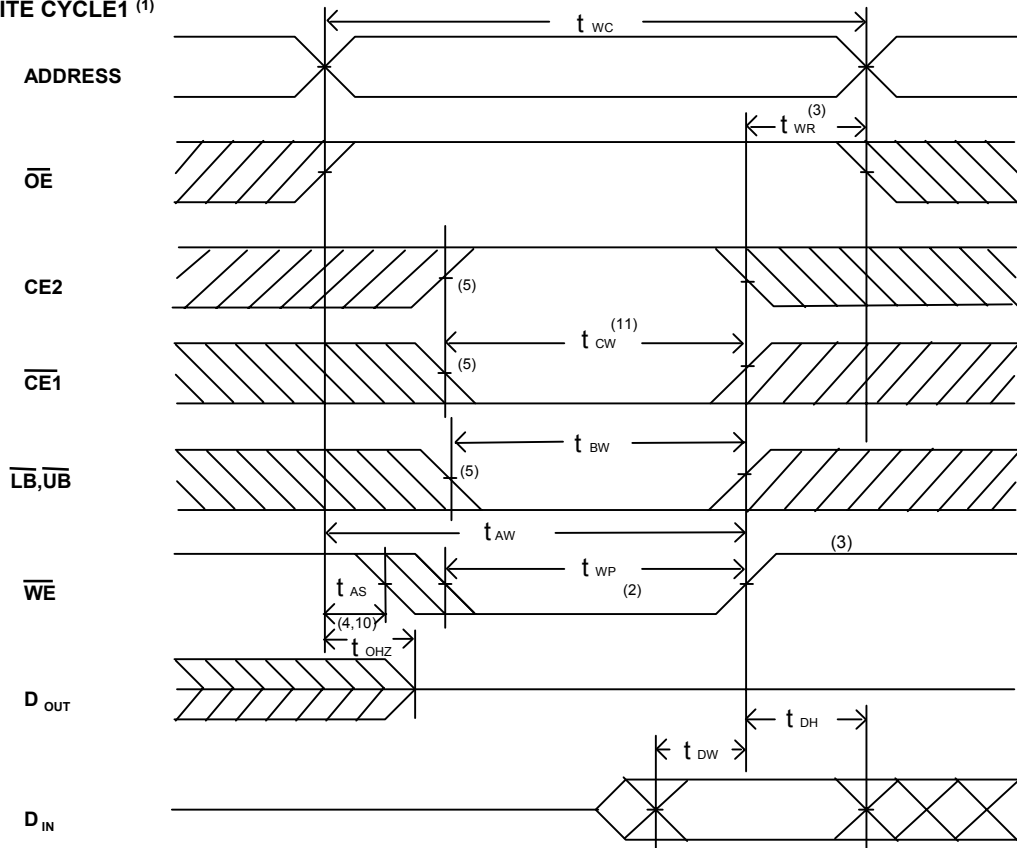 ITE CYCLE1 (1)
t WC
ADDRESS
t WR (3)
OE
CE2
(5)
t CW (11)
CE1
(5)
t BW
LB,UB
(5)
t AW
(3)
WE
t AS
t WP
(2)
(4,10)
t OHZ
D OUT
t DH
t DW
D IN